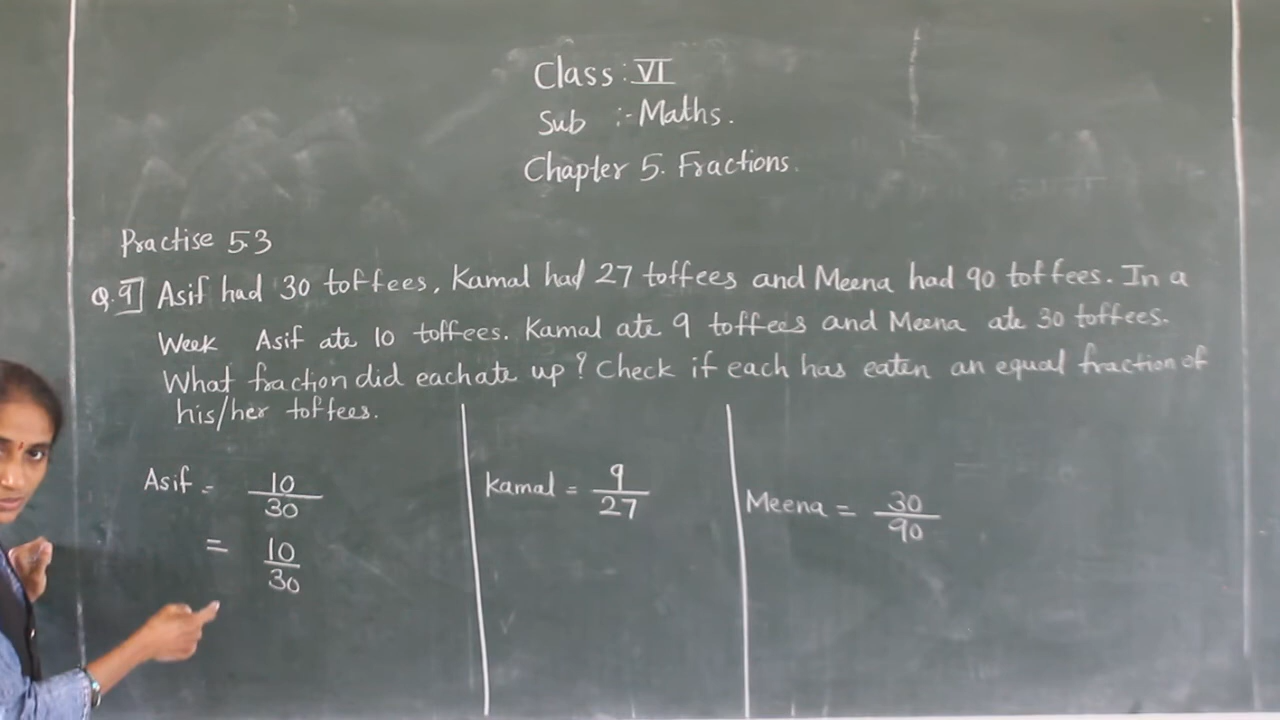 Class : VI
Sub :- Maths.
Chapter 5. Fractions.
Practise 5.3
Q.9] Asif had 30 toffees, Kamal had 27 toffees and Meena had 90 toffees. In a
Week Asif ate 10 toffees. Kamal ate 9 toffees and Meena ate 30 toffees.
What fraction did each ate up? Check if each has eaten an equal fraction of
his/her toffees.
Asif = 10/30
= 10/30
Kamal = 9/27
Meena = 30/90